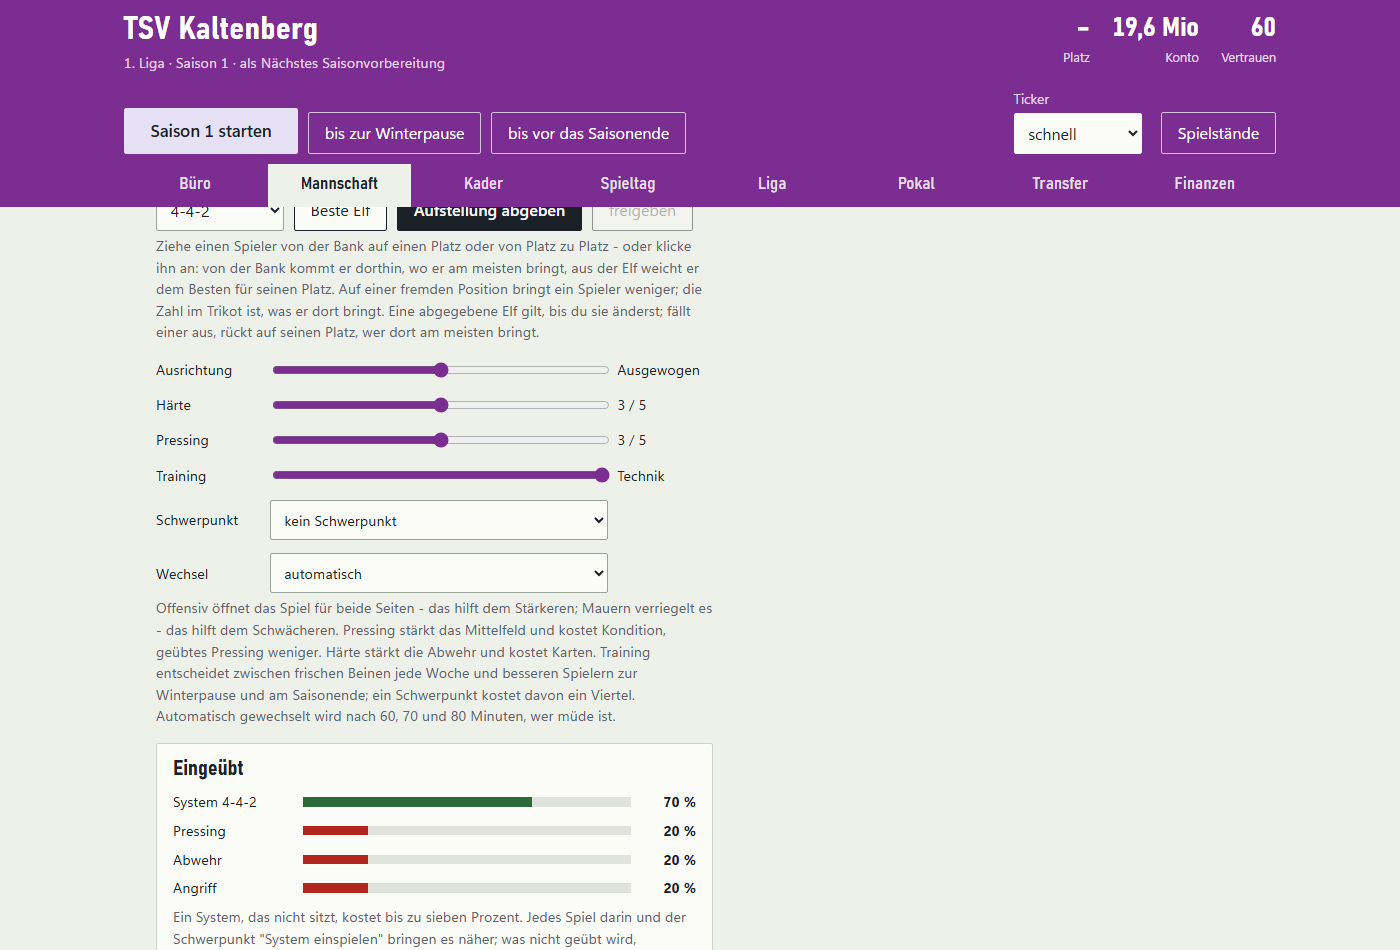 TSV Kaltenberg
1. Liga · Saison 1 · als Nächstes Saisonvorbereitung
– 19,6 Mio 60
Platz Konto Vertrauen
Ticker
Saison 1 starten bis zur Winterpause bis vor das Saisonende schnell Spielstände
Büro Mannschaft Kader Spieltag Liga Pokal Transfer Finanzen
4-4-2 Beste Elf Aufstellung abgeben freigeben
Ziehe einen Spieler von der Bank auf einen Platz oder von Platz zu Platz - oder klicke
ihn an: von der Bank kommt er dorthin, wo er am meisten bringt, aus der Elf weicht er
dem Besten für seinen Platz. Auf einer fremden Position bringt ein Spieler weniger; die
Zahl im Trikot ist, was er dort bringt. Eine abgegebene Elf gilt, bis du sie änderst; fällt
einer aus, rückt auf seinen Platz, wer dort am meisten bringt.
Ausrichtung Ausgewogen
Härte 3 / 5
Pressing 3 / 5
Training Technik
Schwerpunkt kein Schwerpunkt
Wechsel automatisch
Offensiv öffnet das Spiel für beide Seiten - das hilft dem Stärkeren; Mauern verriegelt es
- das hilft dem Schwächeren. Pressing stärkt das Mittelfeld und kostet Kondition,
geübtes Pressing weniger. Härte stärkt die Abwehr und kostet Karten. Training
entscheidet zwischen frischen Beinen jede Woche und besseren Spielern zur
Winterpause und am Saisonende; ein Schwerpunkt kostet davon ein Viertel.
Automatisch gewechselt wird nach 60, 70 und 80 Minuten, wer müde ist.
Eingeübt
System 4-4-2 70 %
Pressing 20 %
Abwehr 20 %
Angriff 20 %
Ein System, das nicht sitzt, kostet bis zu sieben Prozent. Jedes Spiel darin und der
Schwerpunkt "System einspielen" bringen es näher; was nicht geübt wird,